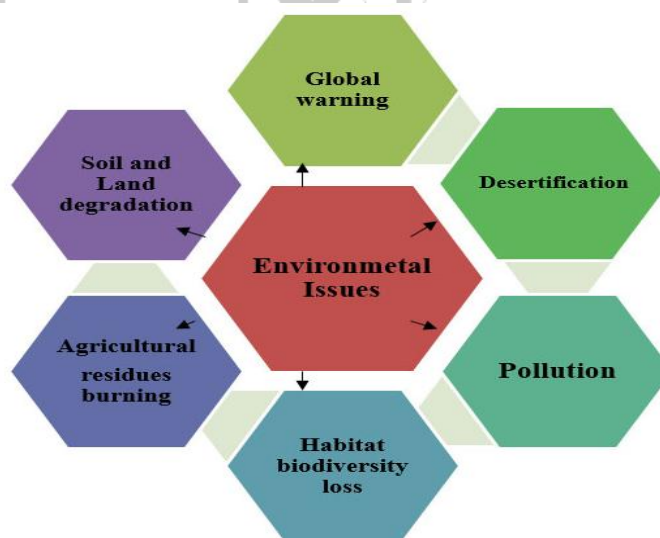 Global
warning
Soil and
Land
degradation
Desertification
Environmetal
Issues
Agricultural
residues
burning
Pollution
Habitat
biodiversity
loss